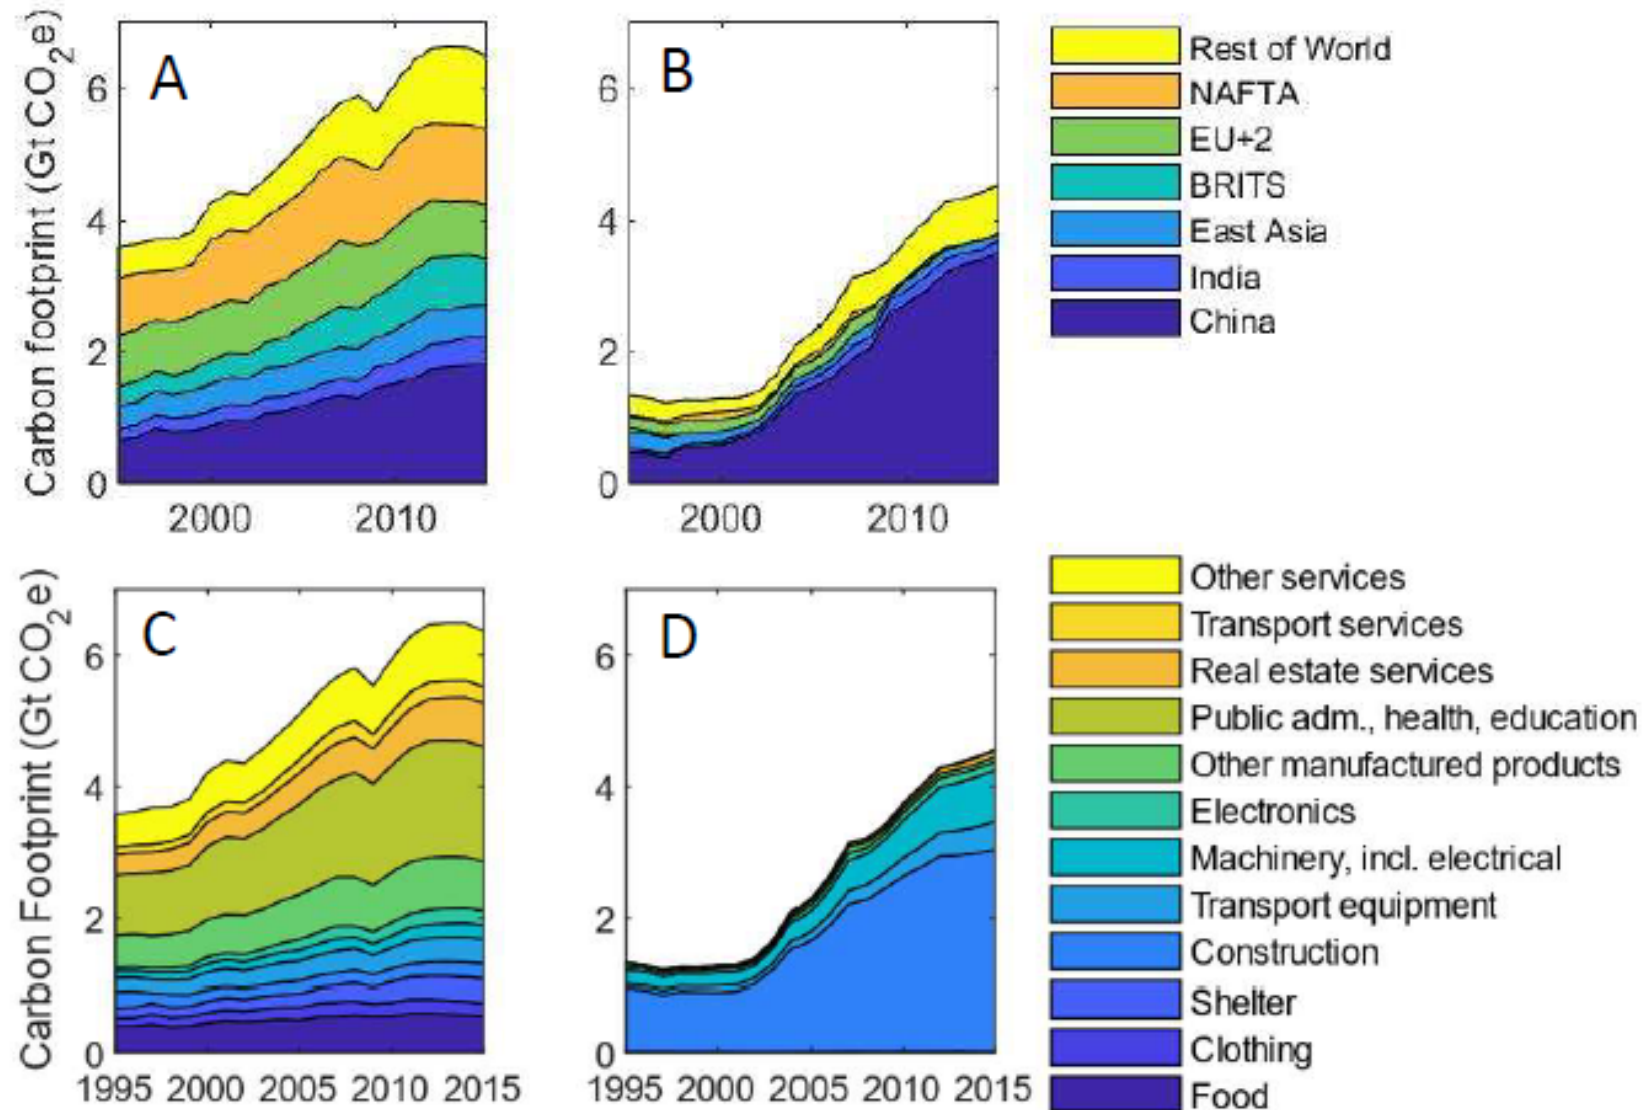 Carbon footprint (Gt CO2e)
6
4
2
0
A
2000
2010
6
4
2
0
B
2000
2010
Rest of World
NAFTA
EU+2
BRITS
East Asia
India
China
Carbon Footprint (Gt CO2e)
6
4
2
0
C
1995 2000 2005 2010 2015
6
4
2
0
D
1995 2000 2005 2010 2015
Other services
Transport services
Real estate services
Public adm., health, education
Other manufactured products
Electronics
Machinery, incl. electrical
Transport equipment
Construction
Shelter
Clothing
Food